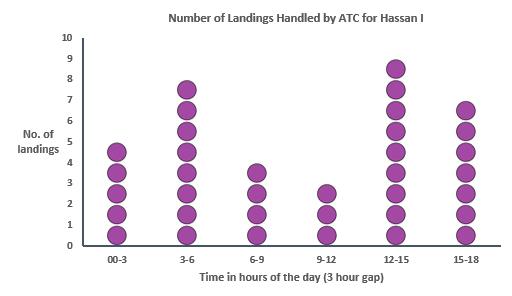 Number of Landings Handled by ATC for Hassan I
10
9
8
7
6
5
4
3
2
1
0
No. of
landings
00-3 3-6 6-9 9-12 12-15 15-18
Time in hours of the day (3 hour gap)